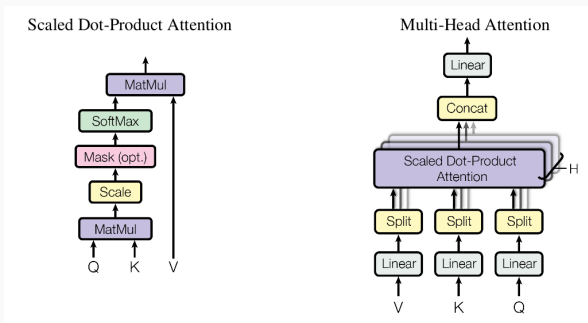 Scaled Dot-Product Attention
MatMul
SoftMax
Mask (opt.)
Scale
MatMul
Q K V
Multi-Head Attention
Linear
Concat
Scaled Dot-Product
Attention
H
Split Split Split
Linear Linear Linear
V K Q